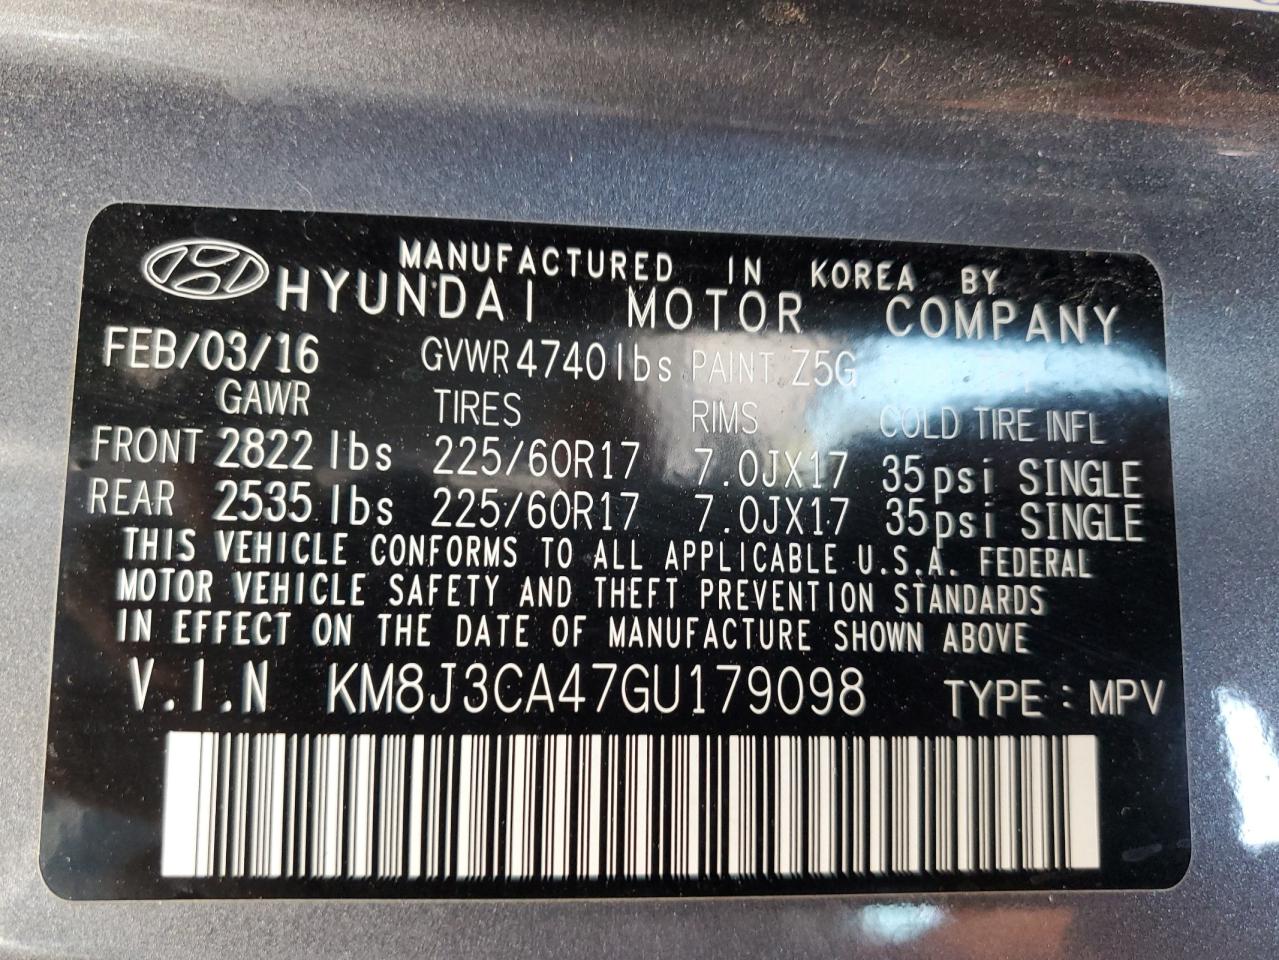 MANUFACTURED IN KOREA BY
HYUNDAI MOTOR COMPANY
FEB/03/16 GVWR 4740 lbs PAINT Z5G
GAWR TIRES RIMS COLD TIRE INFL
FRONT 2822 lbs 225/60R17 7.0JX17 35psi SINGLE
REAR 2535 lbs 225/60R17 7.0JX17 35psi SINGLE
THIS VEHICLE CONFORMS TO ALL APPLICABLE U.S.A. FEDERAL
MOTOR VEHICLE SAFETY AND THEFT PREVENTION STANDARDS
IN EFFECT ON THE DATE OF MANUFACTURE SHOWN ABOVE
V.I.N KM8J3CA47GU179098 TYPE : MPV